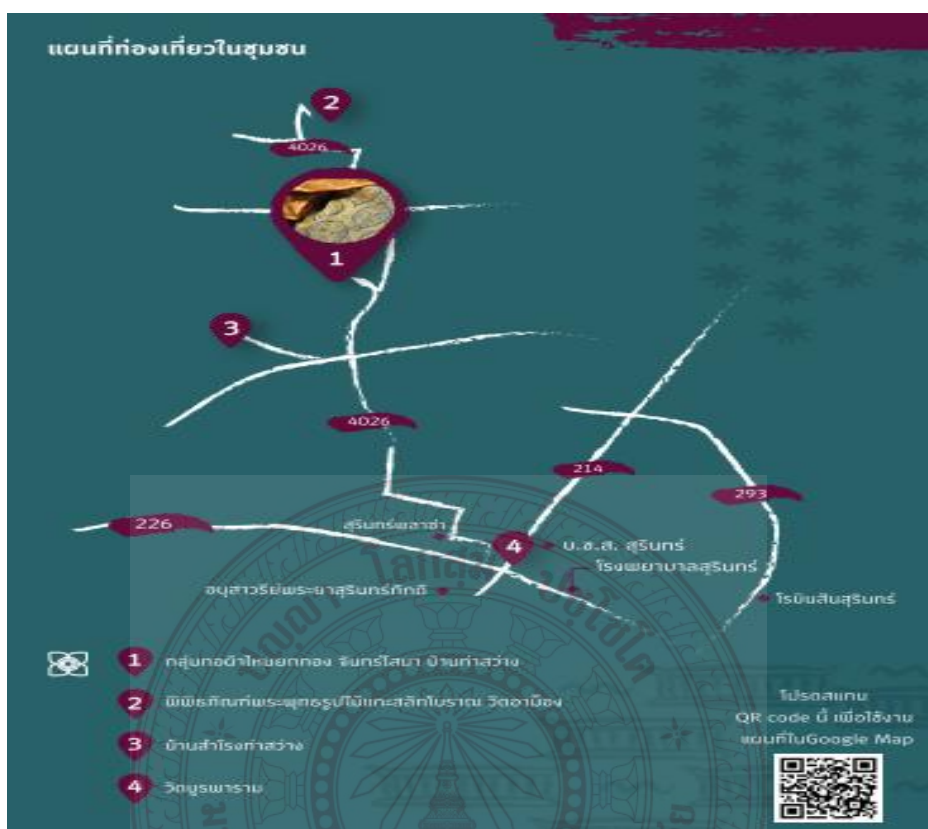 แผนที่ท่องเที่ยวในชุมชน
2
4026
1
3
4026
214
293
226
สุรินทร์พลาซ่า
4
บ.ข.ส. สุรินทร์
โรงพยาบาลสุรินทร์
อนุสาวรีย์พระยาสุรินทร์ภักดี
โรบินสันสุรินทร์
1 กลุ่มทอผ้าไหมยกทอง จันทร์โสมา บ้านท่าสว่าง
2 พิพิธภัณฑ์พระพุทธรูปไม้แกะสลักโบราณ วัดอาเมือง
3 บ้านสำโรงท่าสว่าง
4 วัดบูรพาราม
โปรดสแกน
QR code นี้ เพื่อใช้งาน
แผนที่ในGoogle Map